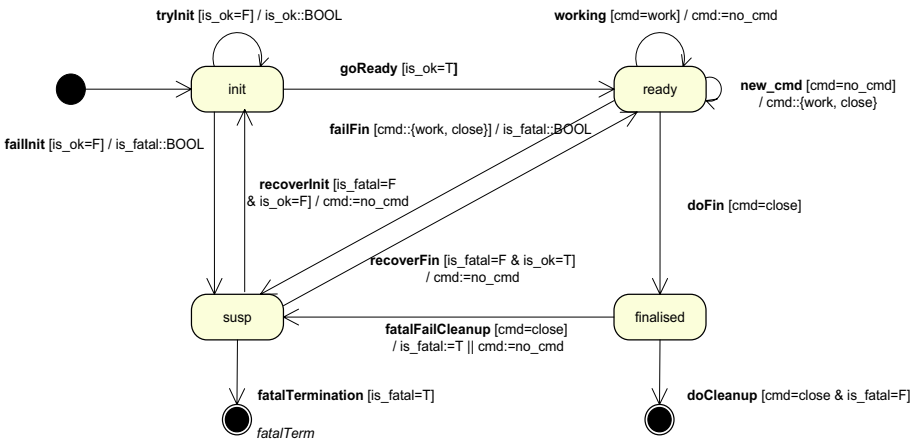 tryInit [is_ok=F] / is_ok::BOOL
working [cmd=work] / cmd:=no_cmd
goReady [is_ok=T]
init
ready
new_cmd [cmd=no_cmd]
/ cmd::{work, close}
failInit [is_ok=F] / is_fatal::BOOL
failFin [cmd::{work, close}] / is_fatal::BOOL
recoverInit [is_fatal=F
& is_ok=F] / cmd:=no_cmd
doFin [cmd=close]
recoverFin [is_fatal=F & is_ok=T]
/ cmd:=no_cmd
susp
finalised
fatalFailCleanup [cmd=close]
/ is_fatal:=T || cmd:=no_cmd
fatalTermination [is_fatal=T]
doCleanup [cmd=close & is_fatal=F]
fatalTerm